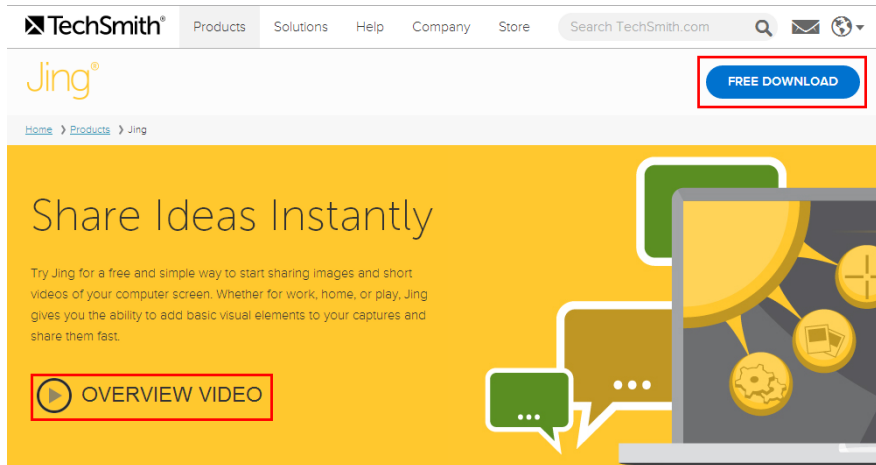 TechSmith®
Products
Solutions
Help
Company
Store
Search TechSmith.com
Jing®
FREE DOWNLOAD
Home > Products > Jing
Share Ideas Instantly
Try Jing for a free and simple way to start sharing images and short
videos of your computer screen. Whether for work, home, or play, Jing
gives you the ability to add basic visual elements to your captures and
share them fast.
OVERVIEW VIDEO